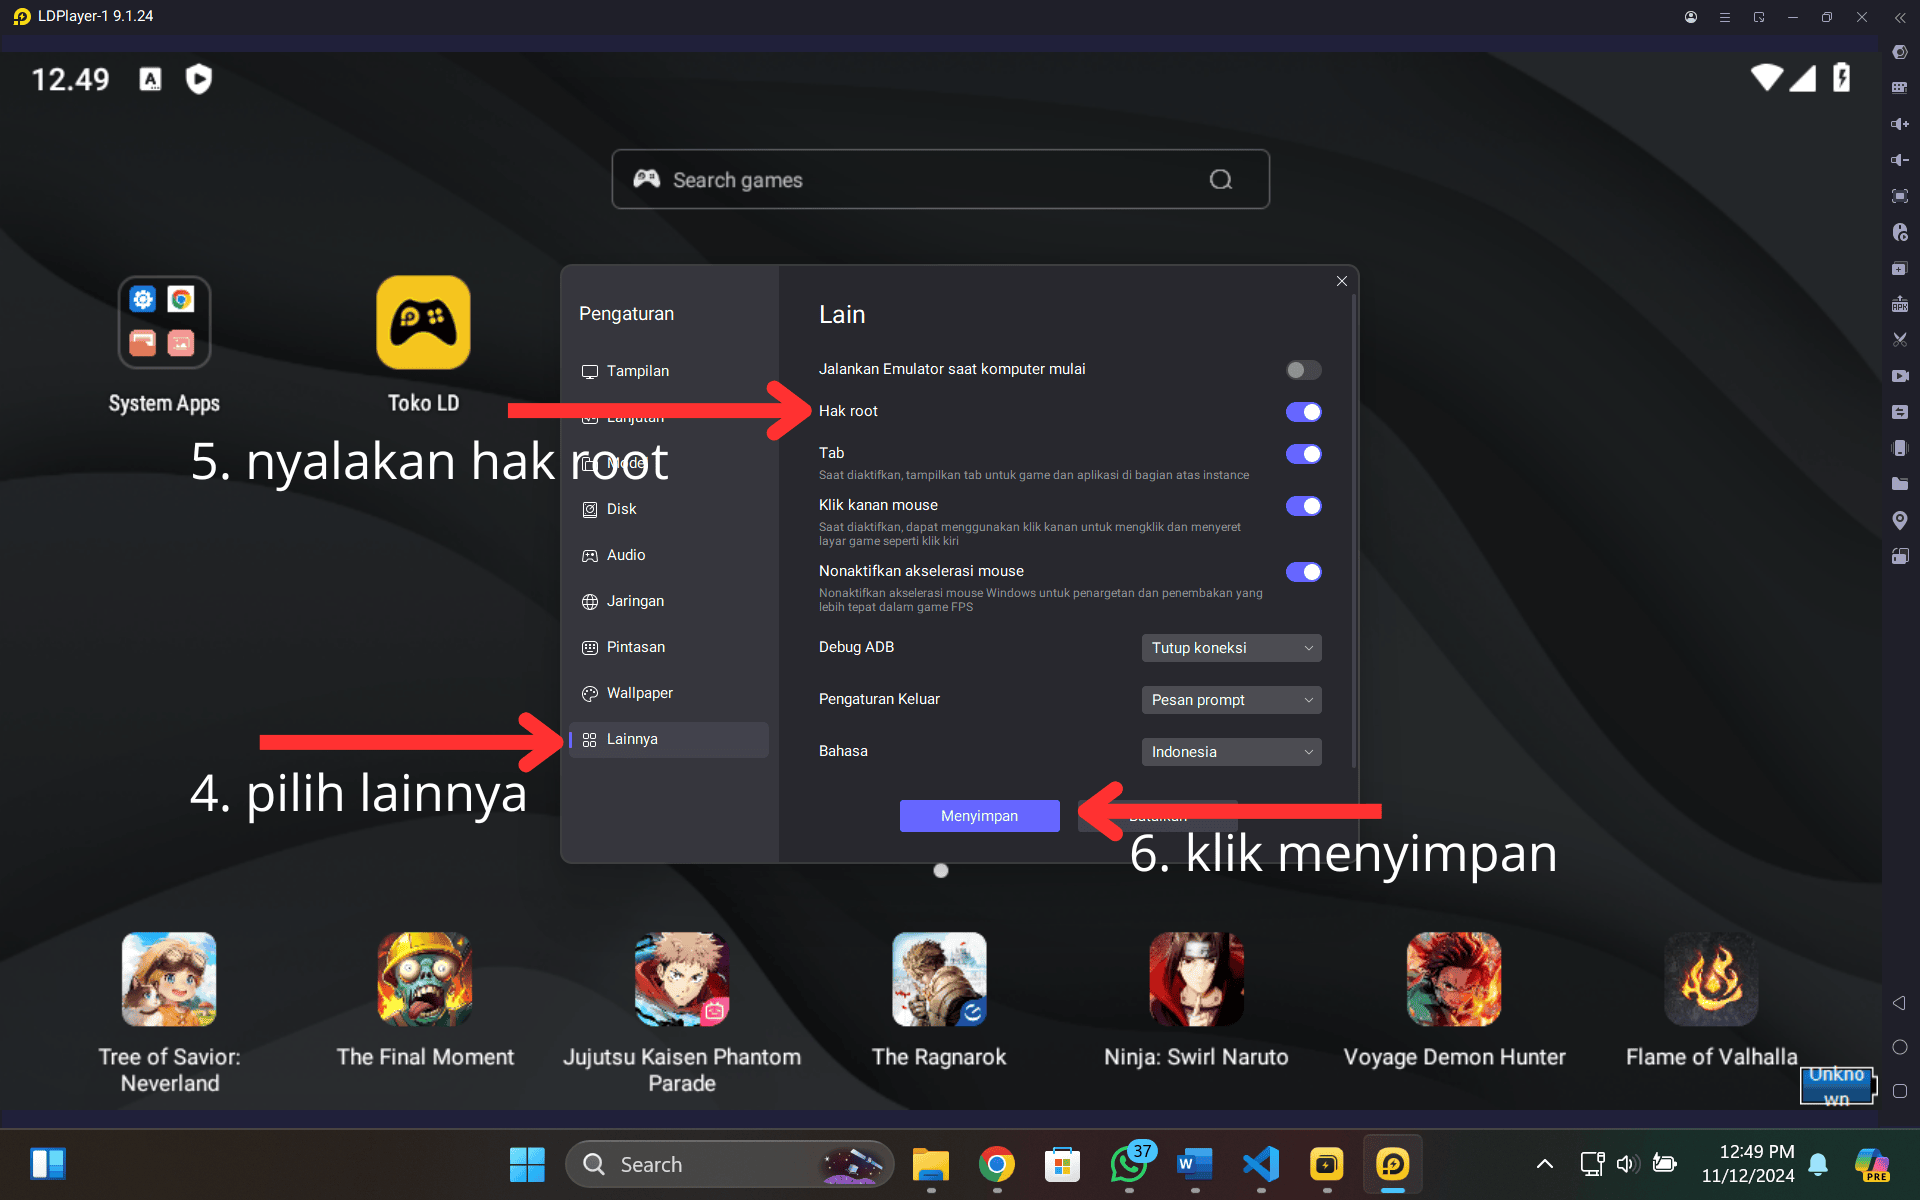 LDPlayer-1 9.1.24
12.49
A
Search games
System Apps
Toko LD
5. nyalakan hak root
4. pilih lainnya
Pengaturan
Tampilan
Lanjutan
Model
Disk
Audio
Jaringan
Pintasan
Wallpaper
Lainnya
Lain
Jalankan Emulator saat komputer mulai
Hak root
Tab
Saat diaktifkan, tampilkan tab untuk game dan aplikasi di bagian atas instance
Klik kanan mouse
Saat diaktifkan, dapat menggunakan klik kanan untuk mengklik dan menyeret
layar game seperti klik kiri
Nonaktifkan akselerasi mouse
Nonaktifkan akselerasi mouse Windows untuk penargetan dan penembakan yang
lebih tepat dalam game FPS
Debug ADB
Tutup koneksi
Pengaturan Keluar
Pesan prompt
Bahasa
Indonesia
Menyimpan
Batalkan
6. klik menyimpan
Tree of Savior:
Neverland
The Final Moment
Jujutsu Kaisen Phantom
Parade
The Ragnarok
Ninja: Swirl Naruto
Voyage Demon Hunter
Flame of Valhalla
Unkno
wn
Search
37
W
12:49 PM
11/12/2024
PRE
APK